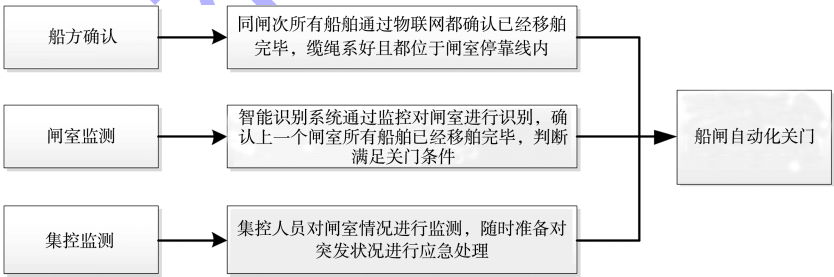 船方确认
同闸次所有船舶通过物联网都确认已经移舶
完毕，缆绳系好且都位于闸室停靠线内
闸室监测
智能识别系统通过监控对闸室进行识别，确
认上一个闸室所有船舶已经移舶完毕，判断
满足关门条件
集控监测
集控人员对闸室情况进行监测，随时准备对
突发状况进行应急处理
船闸自动化关门